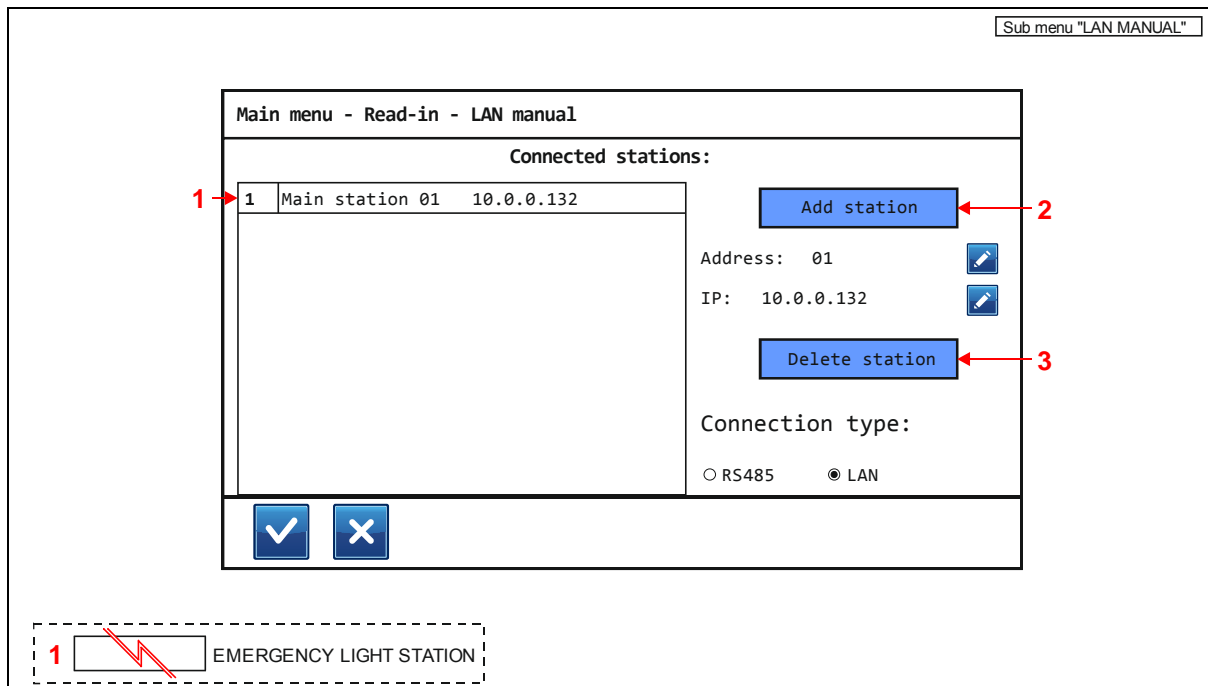 Sub menu "LAN MANUAL"
Main menu - Read-in - LAN manual
Connected stations:
1 1 Main station 01 10.0.0.132
Add station 2
Address: 01
IP: 10.0.0.132
Delete station 3
Connection type:
RS485 LAN
1 EMERGENCY LIGHT STATION